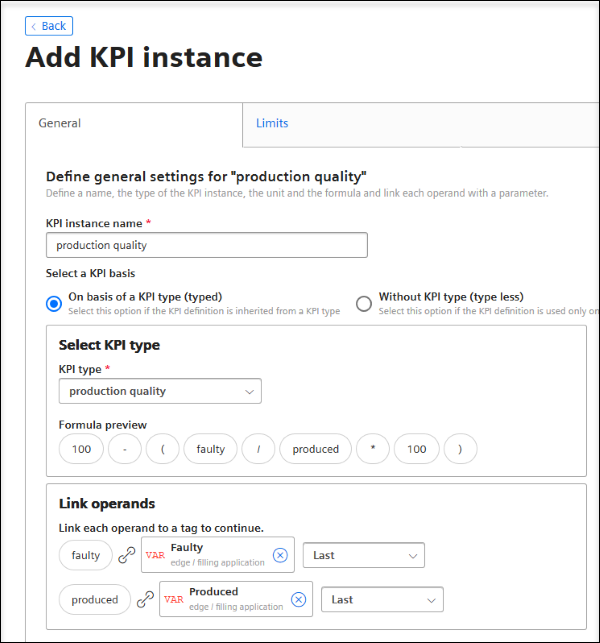 Back
Add KPI instance
General Limits
Define general settings for "production quality"
Define a name, the type of the KPI instance, the unit and the formula and link each operand with a parameter.
KPI instance name *
production quality
Select a KPI basis
On basis of a KPI type (typed) Without KPI type (type less)
Select this option if the KPI definition is inherited from a KPI type Select this option if the KPI definition is used only on
Select KPI type
KPI type *
production quality
Formula preview
100 - ( faulty / produced * 100 )
Link operands
Link each operand to a tag to continue.
faulty VAR Faulty Last
edge / filling application
produced VAR Produced Last
edge / filling application